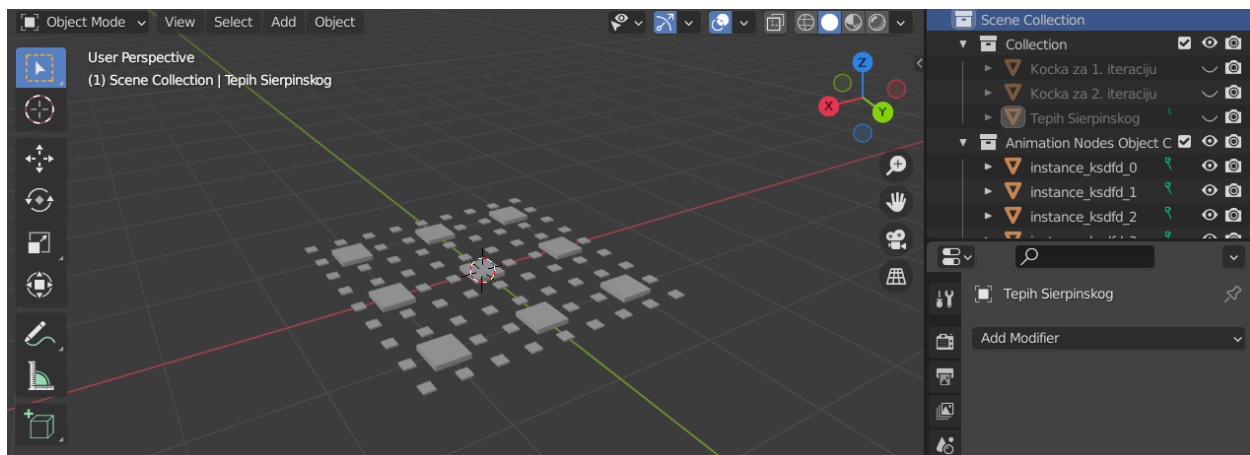 Object Mode View Select Add Object
User Perspective
(1) Scene Collection | Tepih Sierpinskog
Z
X
Y
Scene Collection
Collection
Kocka za 1. iteraciju
Kocka za 2. iteraciju
Tepih Sierpinskog
Animation Nodes Object C
instance_ksdfd_0
instance_ksdfd_1
instance_ksdfd_2
Tepih Sierpinskog
Add Modifier